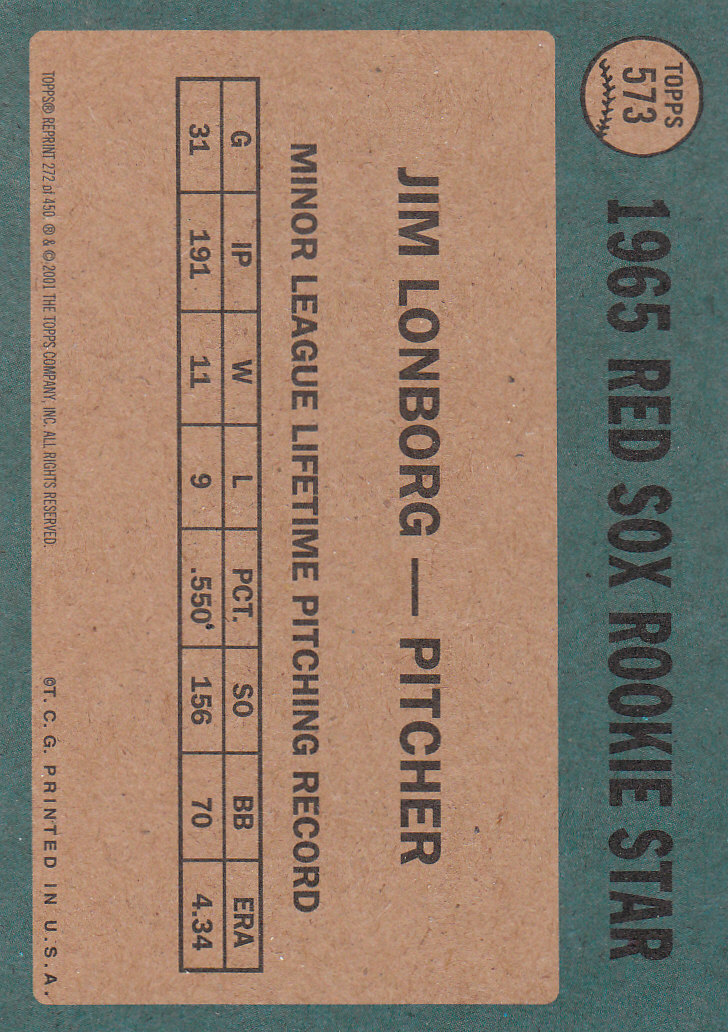 TOPPS
573
1965 RED SOX ROOKIE STAR
JIM LONBORG — PITCHER
MINOR LEAGUE LIFETIME PITCHING RECORD
G IP W L PCT. SO BB ERA
31 191 11 9 .550 156 70 4.34
TOPPS® REPRINT 272 of 450. ® & © 2001 THE TOPPS COMPANY, INC. ALL RIGHTS RESERVED. ©T. C. G. PRINTED IN U.S.A.